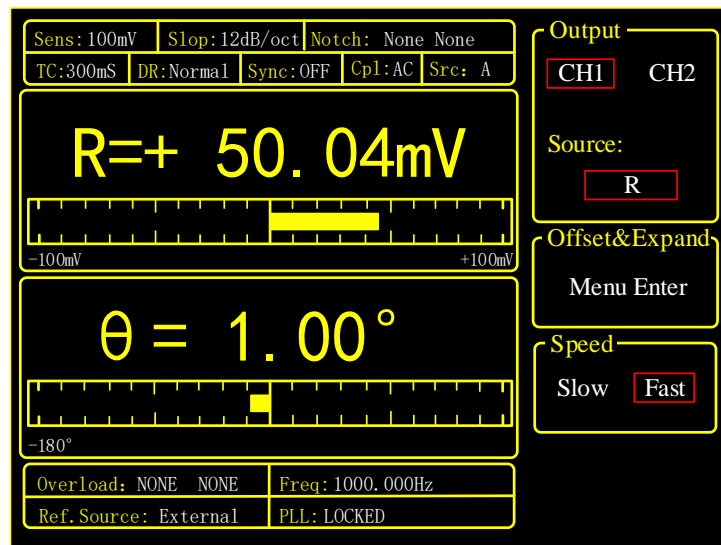 Sens:100mV Slop:12dB/oct Notch: None None
TC:300mS DR:Normal Sync:OFF Cpl:AC Src: A
R=+ 50.04mV
-100mV +100mV
θ = 1.00°
-180°
Overload: NONE NONE Freq:1000.000Hz
Ref.Source: External PLL:LOCKED
Output
CH1 CH2
Source:
R
Offset&Expand
Menu Enter
Speed
Slow Fast